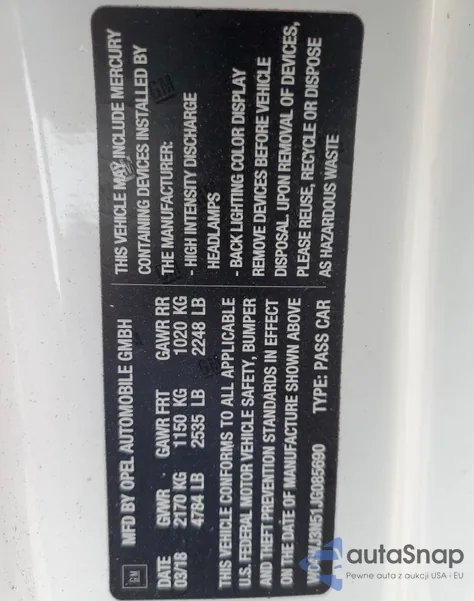 GM
MFD BY OPEL AUTOMOBILE GMBH
DATE GVWR GAWR FRT GAWR RR
03/18 2170 KG 1150 KG 1020 KG
4784 LB 2535 LB 2248 LB
THIS VEHICLE CONFORMS TO ALL APPLICABLE
U.S. FEDERAL MOTOR VEHICLE SAFETY, BUMPER
AND THEFT PREVENTION STANDARDS IN EFFECT
ON THE DATE OF MANUFACTURE SHOWN ABOVE
TYPE: PASS CAR
THIS VEHICLE MAY INCLUDE MERCURY
CONTAINING DEVICES INSTALLED BY
THE MANUFACTURER:
- HIGH INTENSITY DISCHARGE
HEADLAMPS
- BACK LIGHTING COLOR DISPLAY
REMOVE DEVICES BEFORE VEHICLE
DISPOSAL. UPON REMOVAL OF DEVICES,
PLEASE REUSE, RECYCLE OR DISPOSE
AS HAZARDOUS WASTE
autoSnap
Pewne auta z aukcji USA i EU